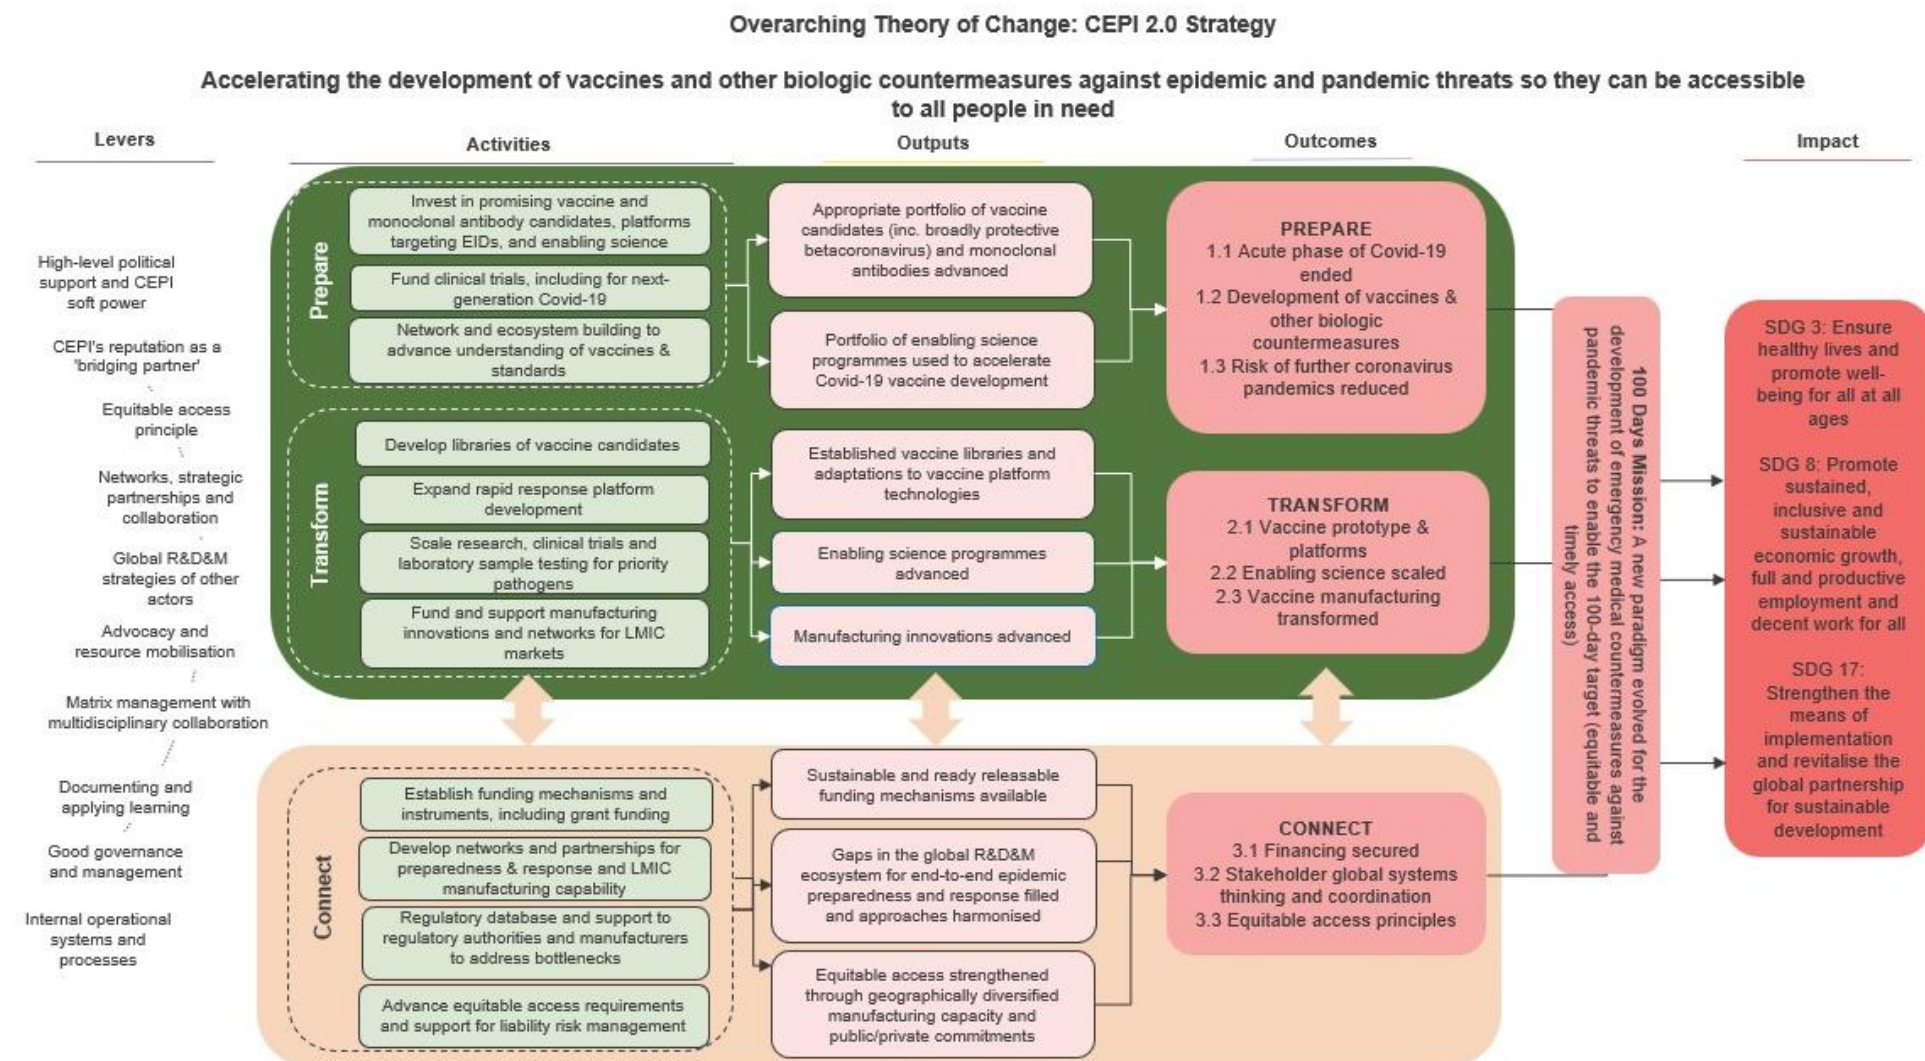 Overarching Theory of Change: CEPI 2.0 Strategy
Accelerating the development of vaccines and other biologic countermeasures against epidemic and pandemic threats so they can be accessible
to all people in need
Levers
Activities
Outputs
Outcomes
Impact
High-level political
support and CEPI
soft power
CEPI's reputation as a
'bridging partner'
Equitable access
principle
Networks, strategic
partnerships and
collaboration
Global R&D&M
strategies of other
actors
Advocacy and
resource mobilisation
Matrix management with
multidisciplinary collaboration
Documenting and
applying learning
Good governance
and management
Internal operational
systems and
processes
Prepare
Invest in promising vaccine and
monoclonal antibody candidates, platforms
targeting EIDs, and enabling science
Fund clinical trials, including for next-
generation Covid-19
Network and ecosystem building to
advance understanding of vaccines &
standards
Appropriate portfolio of vaccine
candidates (inc. broadly protective
betacoronavirus) and monoclonal
antibodies advanced
Portfolio of enabling science
programmes used to accelerate
Covid-19 vaccine development
PREPARE
1.1 Acute phase of Covid-19
ended
1.2 Development of vaccines &
other biologic
countermeasures
1.3 Risk of further coronavirus
pandemics reduced
Transform
Develop libraries of vaccine candidates
Expand rapid response platform
development
Scale research, clinical trials and
laboratory sample testing for priority
pathogens
Fund and support manufacturing
innovations and networks for LMIC
markets
Established vaccine libraries and
adaptations to vaccine platform
technologies
Enabling science programmes
advanced
Manufacturing innovations advanced
TRANSFORM
2.1 Vaccine prototype &
platforms
2.2 Enabling science scaled
2.3 Vaccine manufacturing
transformed
Connect
Establish funding mechanisms and
instruments, including grant funding
Develop networks and partnerships for
preparedness & response and LMIC
manufacturing capability
Regulatory database and support to
regulatory authorities and manufacturers
to address bottlenecks
Advance equitable access requirements
and support for liability risk management
Sustainable and ready releasable
funding mechanisms available
Gaps in the global R&D&M
ecosystem for end-to-end epidemic
preparedness and response filled
and approaches harmonised
Equitable access strengthened
through geographically diversified
manufacturing capacity and
public/private commitments
CONNECT
3.1 Financing secured
3.2 Stakeholder global systems
thinking and coordination
3.3 Equitable access principles
100 Days Mission: A new paradigm evolved for the
development of emergency medical countermeasures against
pandemic threats to enable the 100-day target (equitable and
timely access)
SDG 3: Ensure
healthy lives and
promote well-
being for all at all
ages
SDG 8: Promote
sustained,
inclusive and
sustainable
economic growth,
full and productive
employment and
decent work for all
SDG 17:
Strengthen the
means of
implementation
and revitalise the
global partnership
for sustainable
development